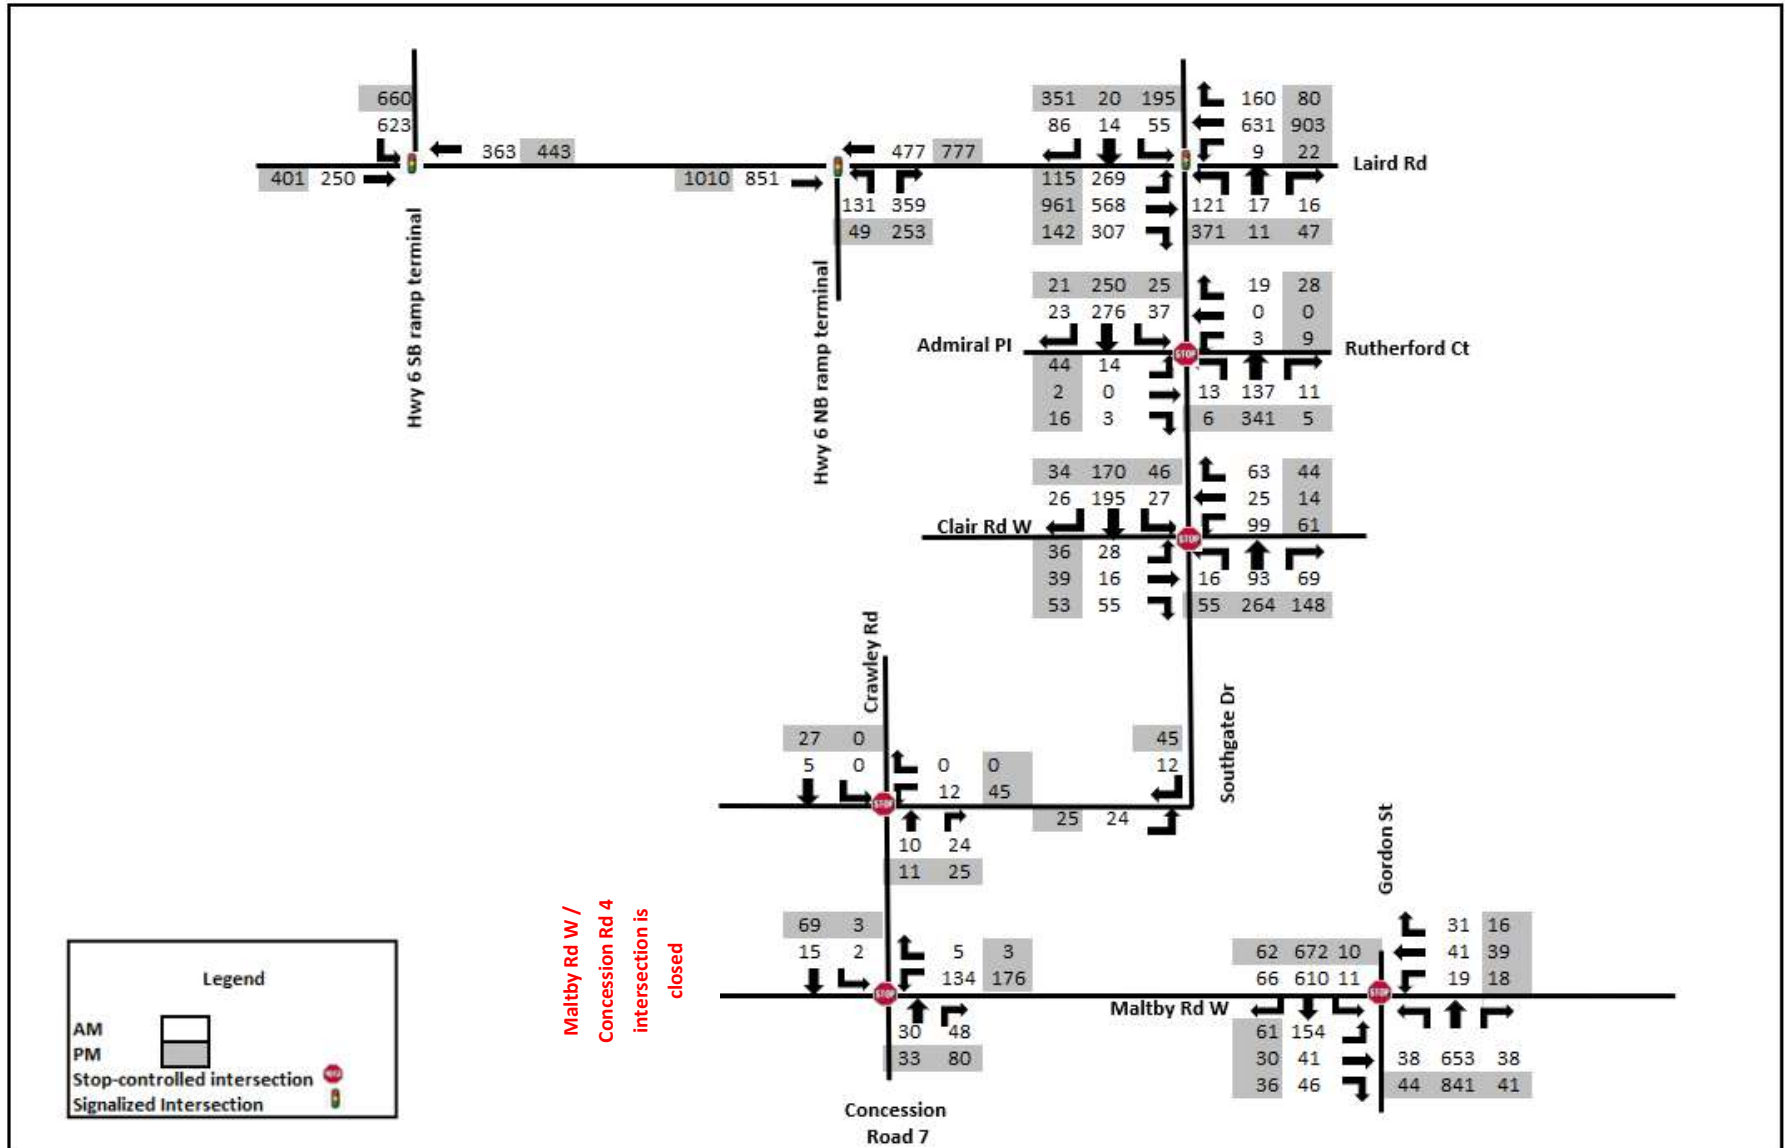 660
623
363 443
401 250
Hwy 6 SB ramp terminal
477 777
1010 851
131 359
49 253
Hwy 6 NB ramp terminal
351 20 195 160 80
86 14 55 631 903
9 22
Laird Rd
115 269
961 568 121 17 16
142 307 371 11 47
21 250 25 19 28
23 276 37 0 0
3 9
Admiral Pl
Rutherford Ct
44 14
2 0 13 137 11
16 3 6 341 5
34 170 46 63 44
26 195 27 25 14
99 61
Clair Rd W
36 28
39 16 16 93 69
53 55 55 264 148
Crawley Rd
Southgate Dr
27 0 45
5 0 0 0 12
12 45
25 24
10 24
11 25
Gordon St
Maltby Rd W /
Concession Rd 4
intersection is
closed
69 3
15 2 5 3
134 176
30 48
33 80
Concession
Road 7
31 16
62 672 10 41 39
66 610 11 19 18
Maltby Rd W
61 154
30 41 38 653 38
36 46 44 841 41
Legend
AM
PM
Stop-controlled intersection
Signalized Intersection
STOP
STOP
STOP
STOP
STOP